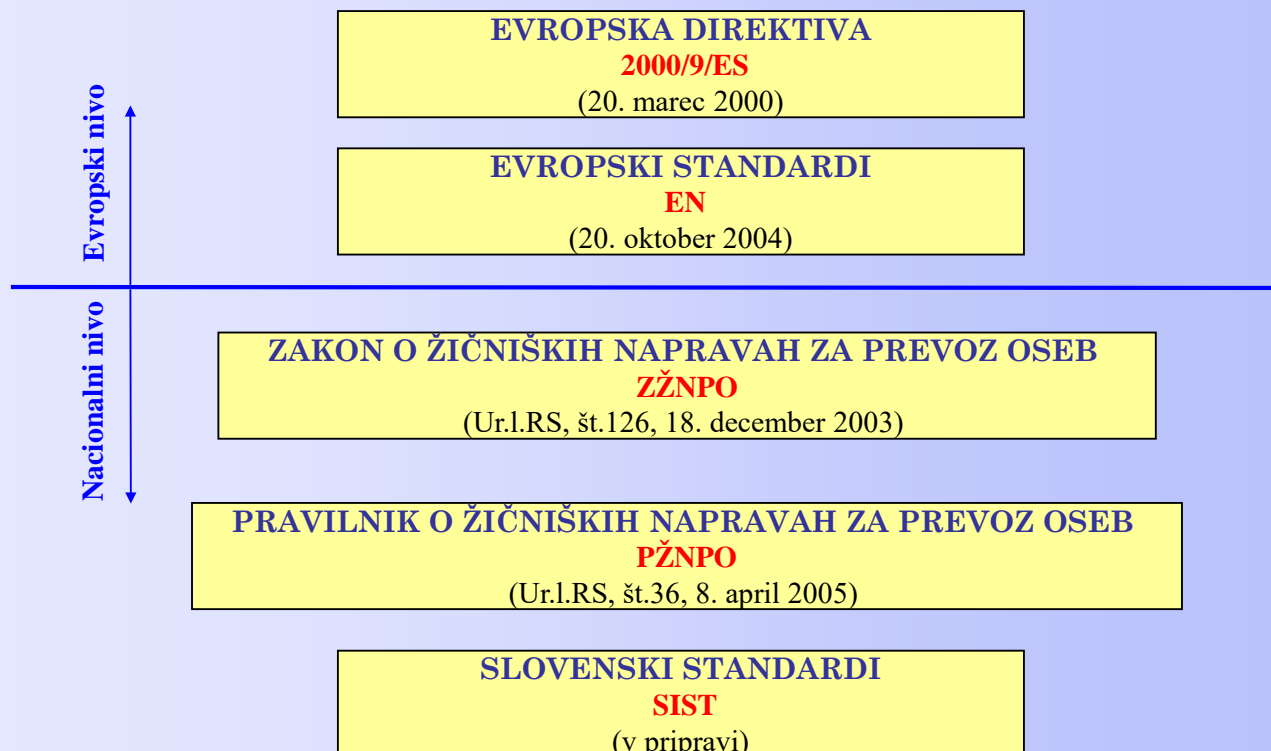 EVROPSKA DIREKTIVA
2000/9/ES
(20. marec 2000)
Evropski nivo
EVROPSKI STANDARDI
EN
(20. oktober 2004)
Nacionalni nivo
ZAKON O ŽIČNIŠKIH NAPRAVAH ZA PREVOZ OSEB
ZŽNPO
(Ur.l.RS, št.126, 18. december 2003)
PRAVILNIK O ŽIČNIŠKIH NAPRAVAH ZA PREVOZ OSEB
PŽNPO
(Ur.l.RS, št.36, 8. april 2005)
SLOVENSKI STANDARDI
SIST
(v pripravi)